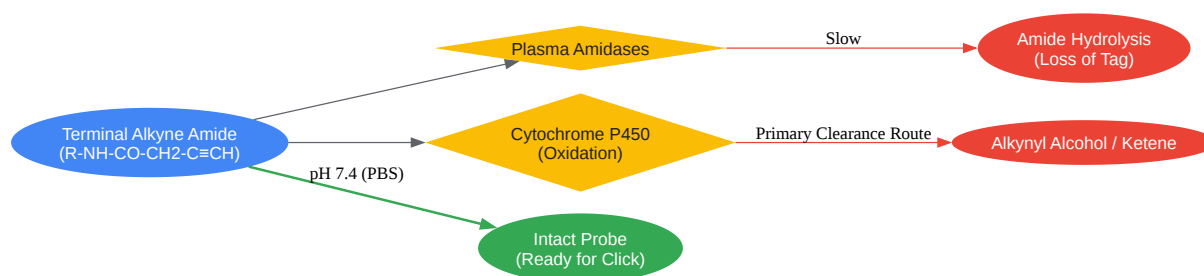 Plasma Amidases
Slow
Amide Hydrolysis
(Loss of Tag)
Terminal Alkyne Amide
(R-NH-CO-CH2-C≡CH)
Cytochrome P450
(Oxidation)
Primary Clearance Route
Alkynyl Alcohol / Ketene
pH 7.4 (PBS)
Intact Probe
(Ready for Click)